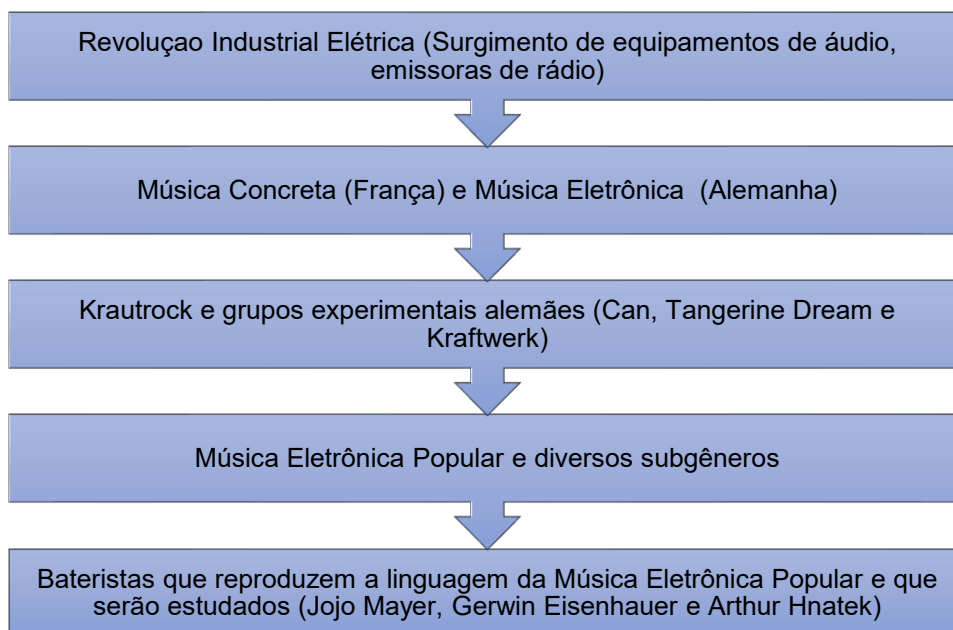 Revoluçao Industrial Elétrica (Surgimento de equipamentos de áudio,
emissoras de rádio)
Música Concreta (França) e Música Eletrônica (Alemanha)
Krautrock e grupos experimentais alemães (Can, Tangerine Dream e
Kraftwerk)
Música Eletrônica Popular e diversos subgêneros
Bateristas que reproduzem a linguagem da Música Eletrônica Popular e que
serão estudados (Jojo Mayer, Gerwin Eisenhauer e Arthur Hnatek)